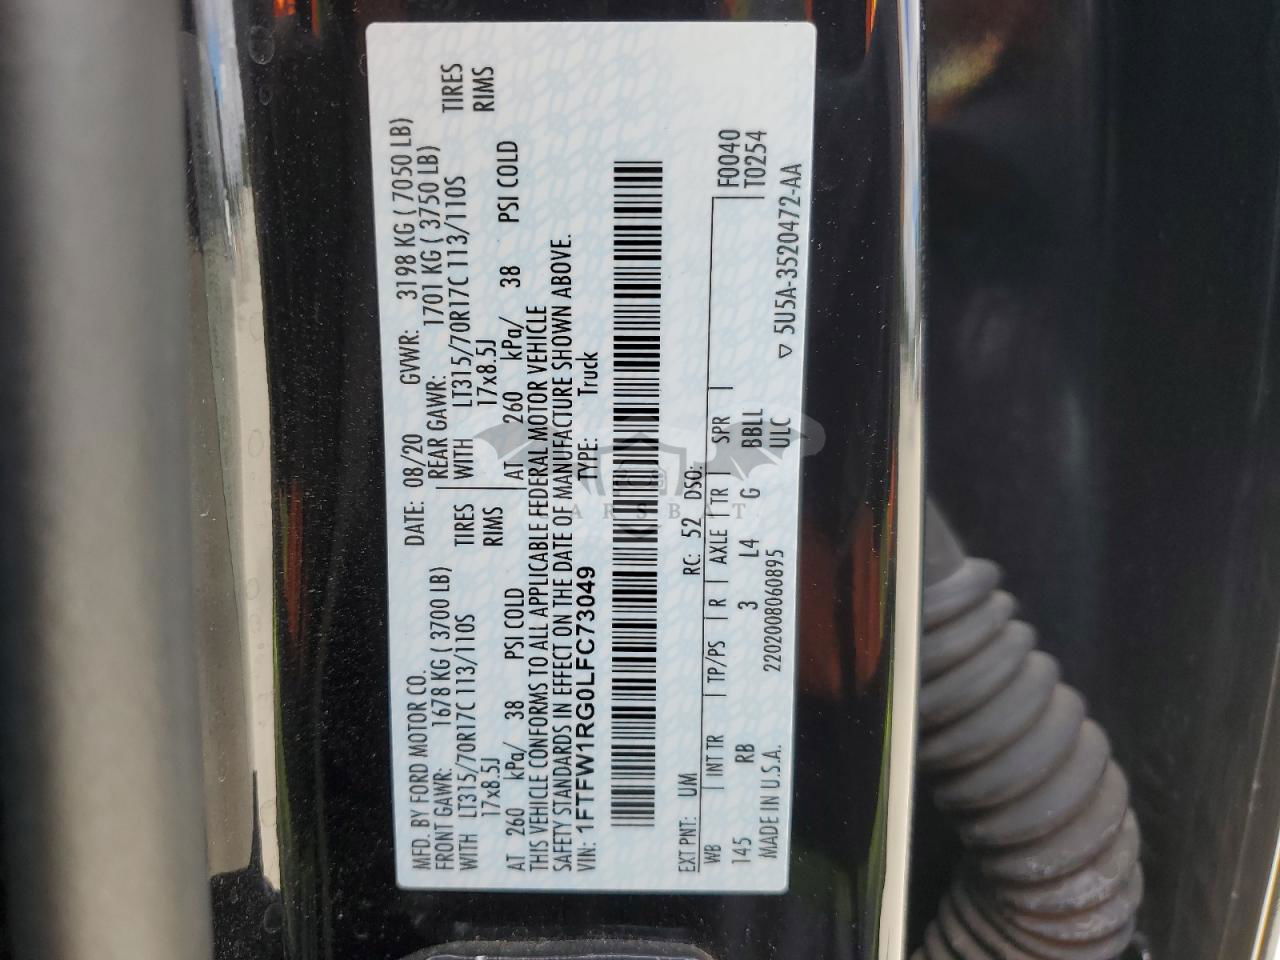 MFD. BY FORD MOTOR CO. DATE: 08/20 GVWR: 3198 KG ( 7050 LB)
FRONT GAWR: 1678 KG ( 3700 LB) REAR GAWR: 1701 KG ( 3750 LB)
WITH LT315/70R17C 113/110S TIRES WITH LT315/70R17C 113/110S TIRES
17x8.5J RIMS 17x8.5J RIMS
AT 260 kPa/ 38 PSI COLD AT 260 kPa/ 38 PSI COLD
THIS VEHICLE CONFORMS TO ALL APPLICABLE FEDERAL MOTOR VEHICLE
SAFETY STANDARDS IN EFFECT ON THE DATE OF MANUFACTURE SHOWN ABOVE.
VIN: 1FTFW1RG0LFC73049 TYPE: Truck
ARSBAT
EXT PNT: UM RC: 52 DSO: F0040
WB INT TR TP/PS R AXLE TR SPR T0254
145 RB 3 L4 G BBLL
MADE IN U.S.A. 2202008060895 ULC ▽ 5U5A-3520472-AA